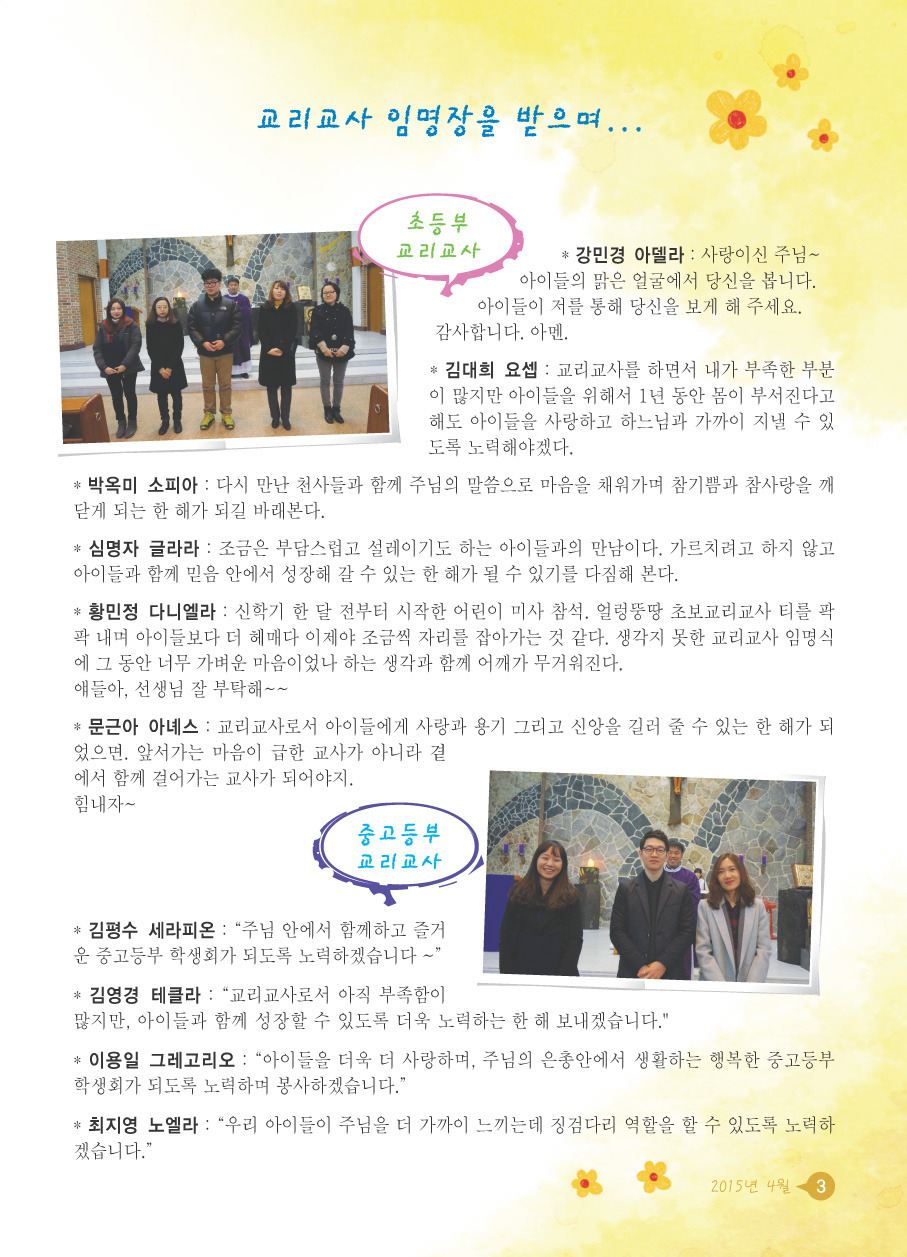 교리교사 임명장을 받으며...
초등부
교리교사
* 강민경 아델라 : 사랑이신 주님~
아이들의 맑은 얼굴에서 당신을 봅니다.
아이들이 저를 통해 당신을 보게 해 주세요.
감사합니다. 아멘.
* 김대희 요셉 : 교리교사를 하면서 내가 부족한 부분
이 많지만 아이들을 위해서 1년 동안 몸이 부서진다고
해도 아이들을 사랑하고 하느님과 가까이 지낼 수 있
도록 노력해야겠다.
* 박옥미 소피아 : 다시 만난 천사들과 함께 주님의 말씀으로 마음을 채워가며 참기쁨과 참사랑을 깨
닫게 되는 한 해가 되길 바래본다.
* 심명자 글라라 : 조금은 부담스럽고 설레이기도 하는 아이들과의 만남이다. 가르치려고 하지 않고
아이들과 함께 믿음 안에서 성장해 갈 수 있는 한 해가 될 수 있기를 다짐해 본다.
* 황민정 다니엘라 : 신학기 한 달 전부터 시작한 어린이 미사 참석. 얼렁뚱땅 초보교리교사 티를 팍
팍 내며 아이들보다 더 헤매다 이제야 조금씩 자리를 잡아가는 것 같다. 생각지 못한 교리교사 임명식
에 그 동안 너무 가벼운 마음이었나 하는 생각과 함께 어깨가 무거워진다.
얘들아, 선생님 잘 부탁해~~
* 문근아 아녜스 : 교리교사로서 아이들에게 사랑과 용기 그리고 신앙을 길러 줄 수 있는 한 해가 되
었으면. 앞서가는 마음이 급한 교사가 아니라 곁
에서 함께 걸어가는 교사가 되어야지.
힘내자~
중고등부
교리교사
* 김평수 세라피온 : “주님 안에서 함께하고 즐거
운 중고등부 학생회가 되도록 노력하겠습니다 ~”
* 김영경 테클라 : “교리교사로서 아직 부족함이
많지만, 아이들과 함께 성장할 수 있도록 더욱 노력하는 한 해 보내겠습니다."
* 이용일 그레고리오 : “아이들을 더욱 더 사랑하며, 주님의 은총안에서 생활하는 행복한 중고등부
학생회가 되도록 노력하며 봉사하겠습니다.”
* 최지영 노엘라 : “우리 아이들이 주님을 더 가까이 느끼는데 징검다리 역할을 할 수 있도록 노력하
겠습니다.”
2015년 4월 3